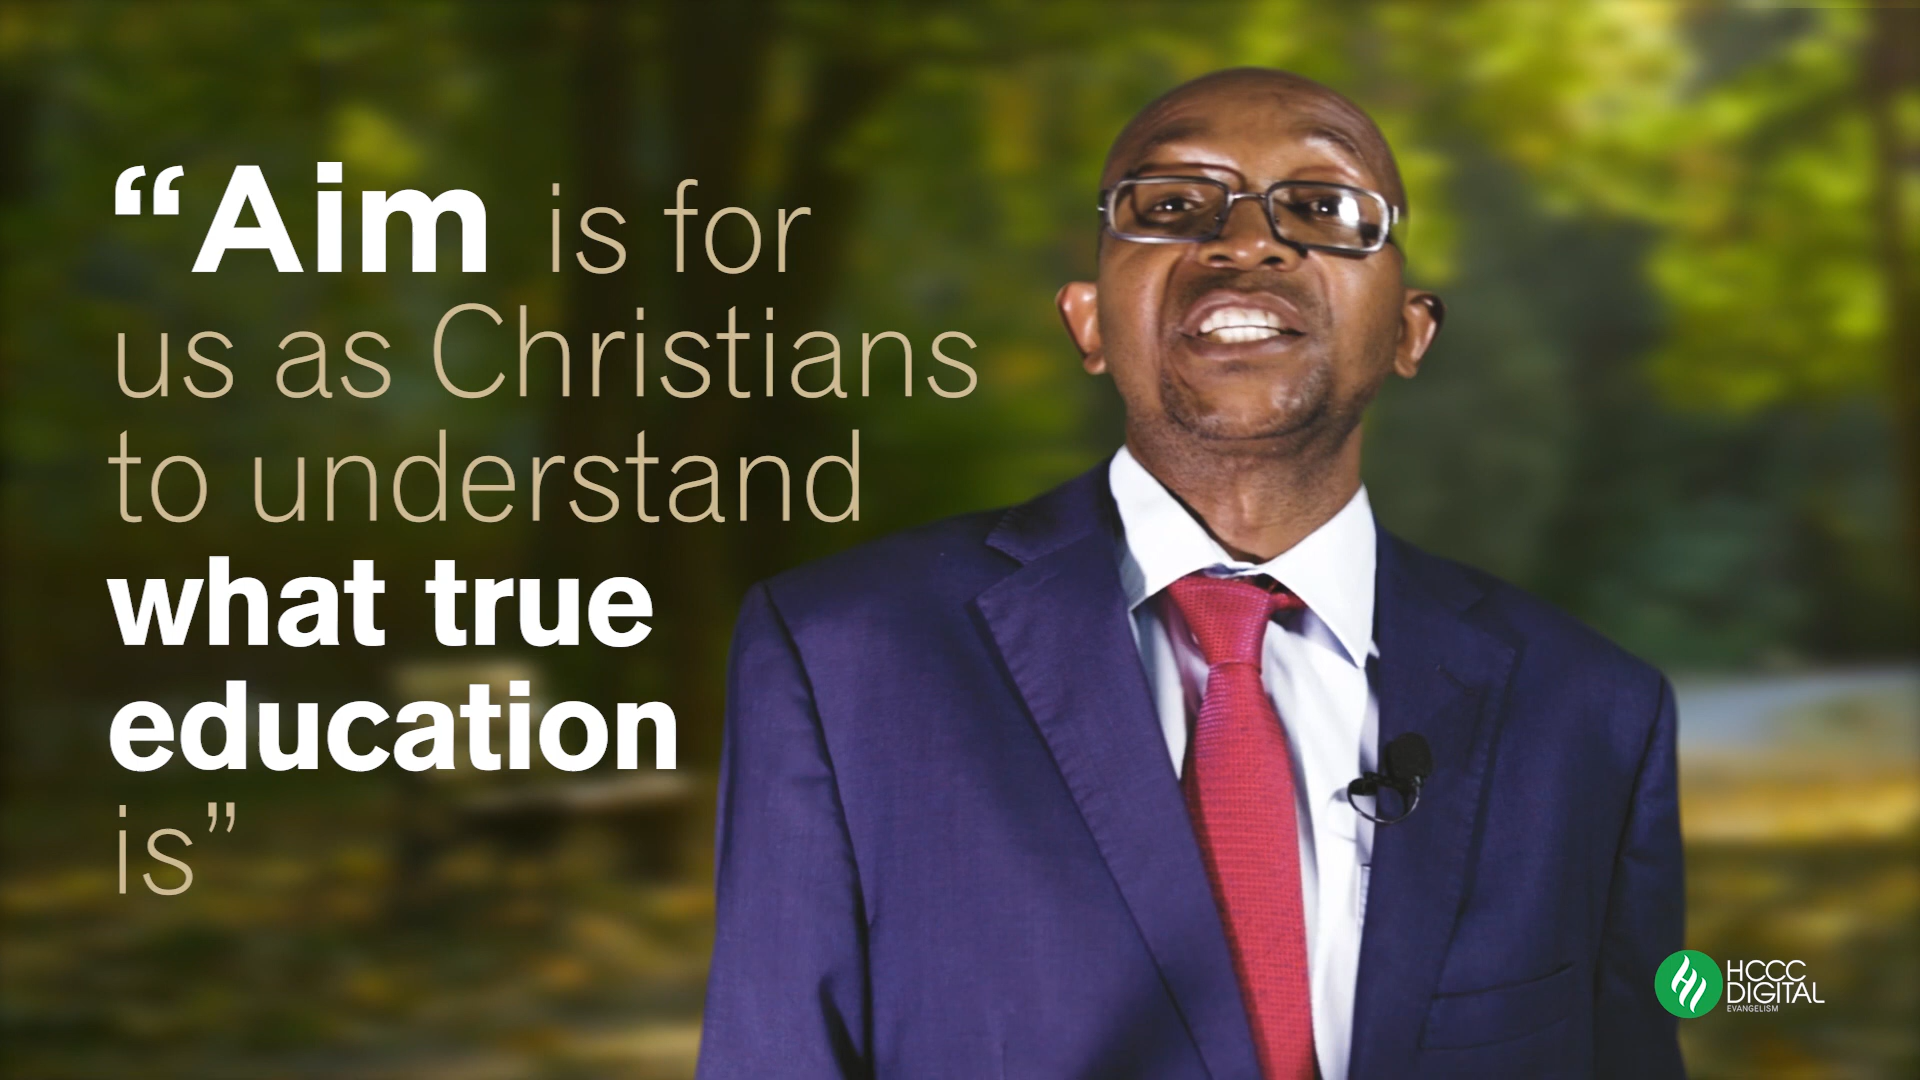 “Aim is for
us as Christians
to understand
what true
education
is”
HCCC
DIGITAL
EVANGELISM